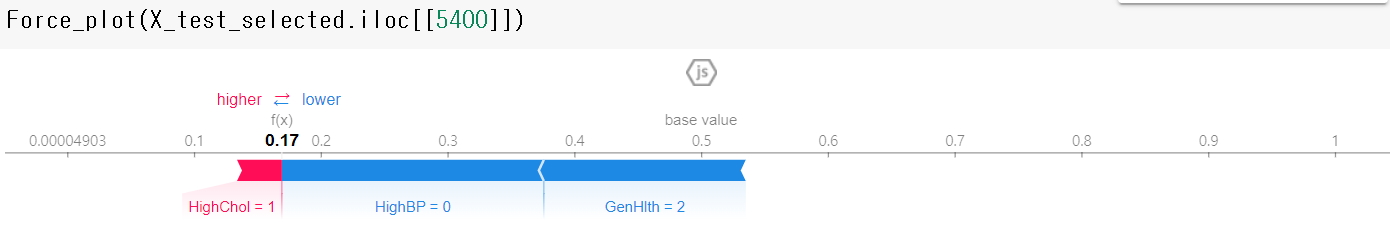 Force_plot(X_test_selected.iloc[[5400]])
js
higher ⇄ lower
f(x) base value
0.00004903 0.1 0.17 0.2 0.3 0.4 0.5 0.6 0.7 0.8 0.9 1
HighChol = 1 HighBP = 0 GenHlth = 2